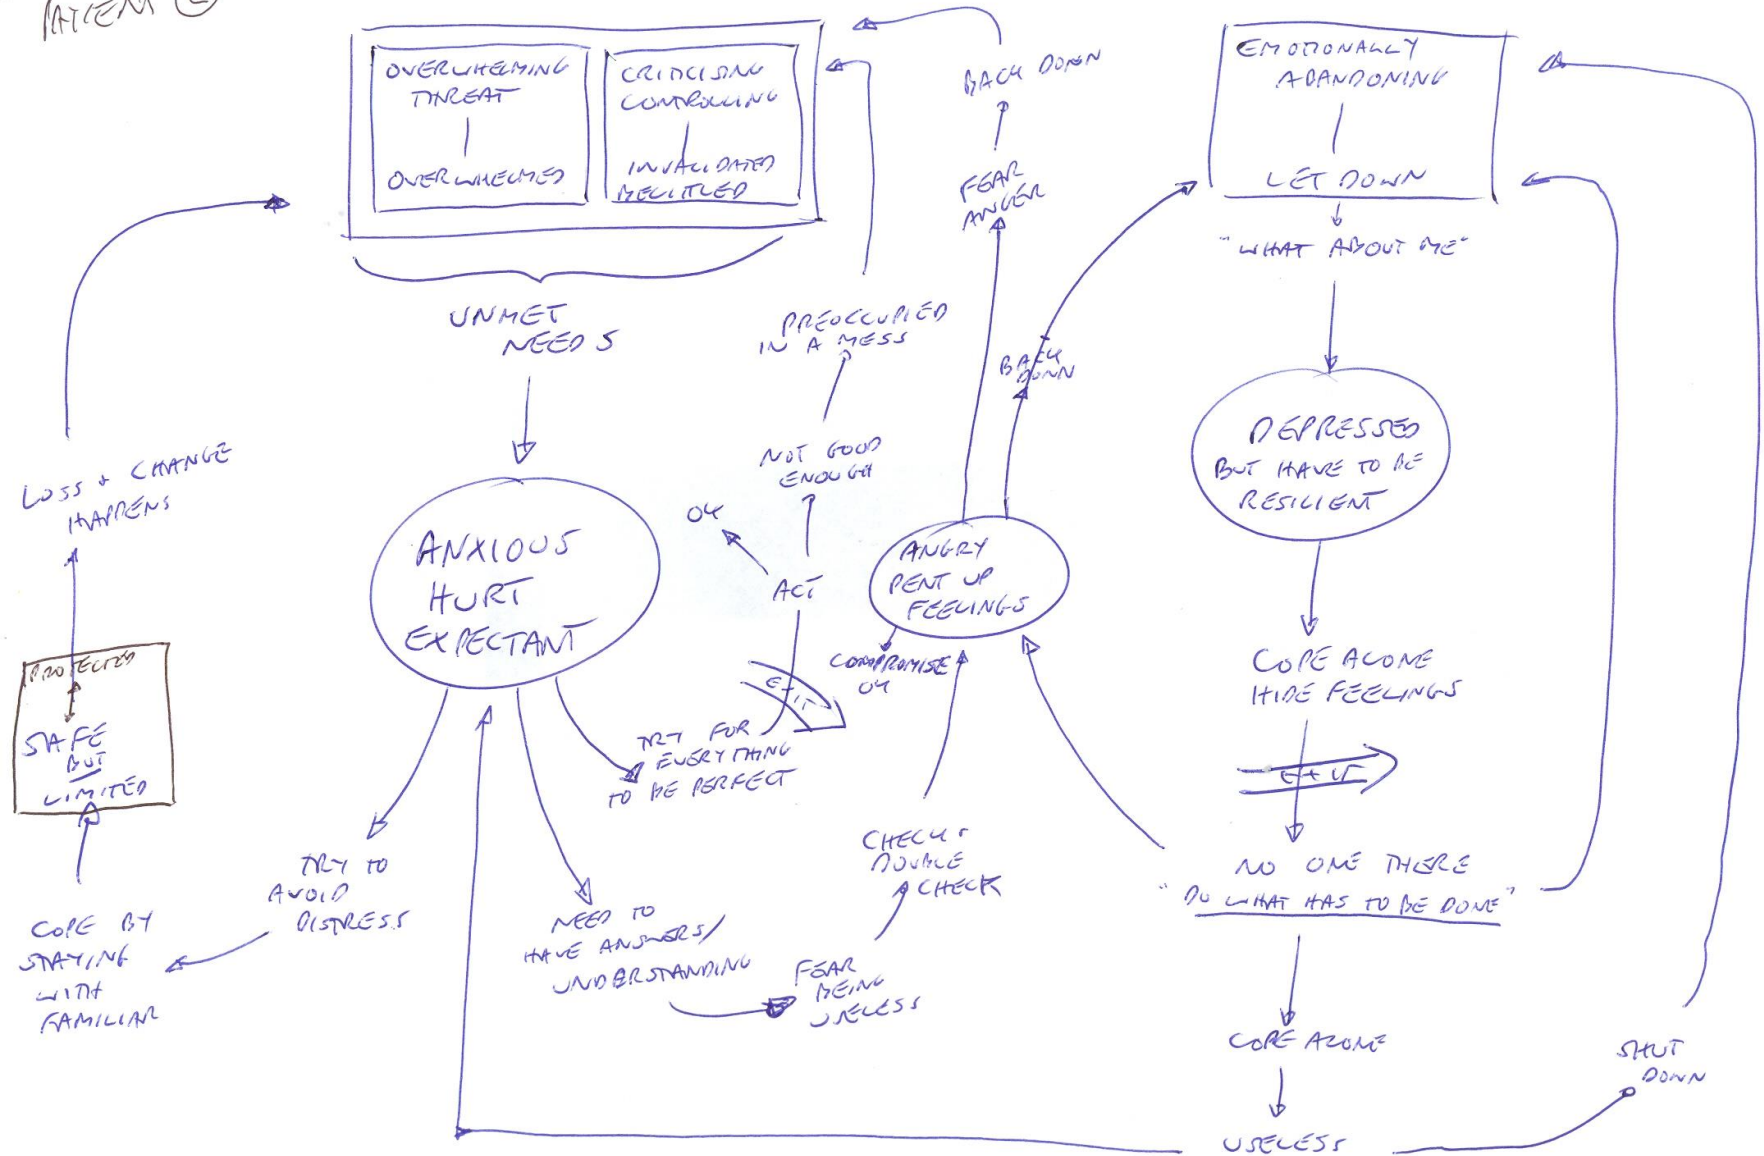 PATIENT 2
OVERWHELMING
THREAT
OVERWHELMED
CRITICISING
CONTROLLING
INVALIDATED
BELITTLED
UNMET
NEEDS
ANXIOUS
HURT
EXPECTANT
LOSS + CHANGE
HAPPENS
PROTECTED
SAFE
BUT
LIMITED
COPE BY
STAYING
WITH
FAMILIAR
TRY TO
AVOID
DISTRESS
NEED TO
HAVE ANSWERS/
UNDERSTANDING
FEAR
BEING
USELESS
CHECK +
DOUBLE
CHECK
TRY FOR
EVERYTHING
TO BE PERFECT
EXIT
ACT
OK
NOT GOOD
ENOUGH
PREOCCUPIED
IN A MESS
ANGRY
PENT UP
FEELINGS
COMPROMISE
OK
FEAR
ANGER
BACK DOWN
BACK
DOWN
EMOTIONALLY
ABANDONING
LET DOWN
"WHAT ABOUT ME"
DEPRESSED
BUT HAVE TO BE
RESILIENT
COPE ALONE
HIDE FEELINGS
EXIT
NO ONE THERE
"DO WHAT HAS TO BE DONE"
COPE ALONE
USELESS
SHUT
DOWN